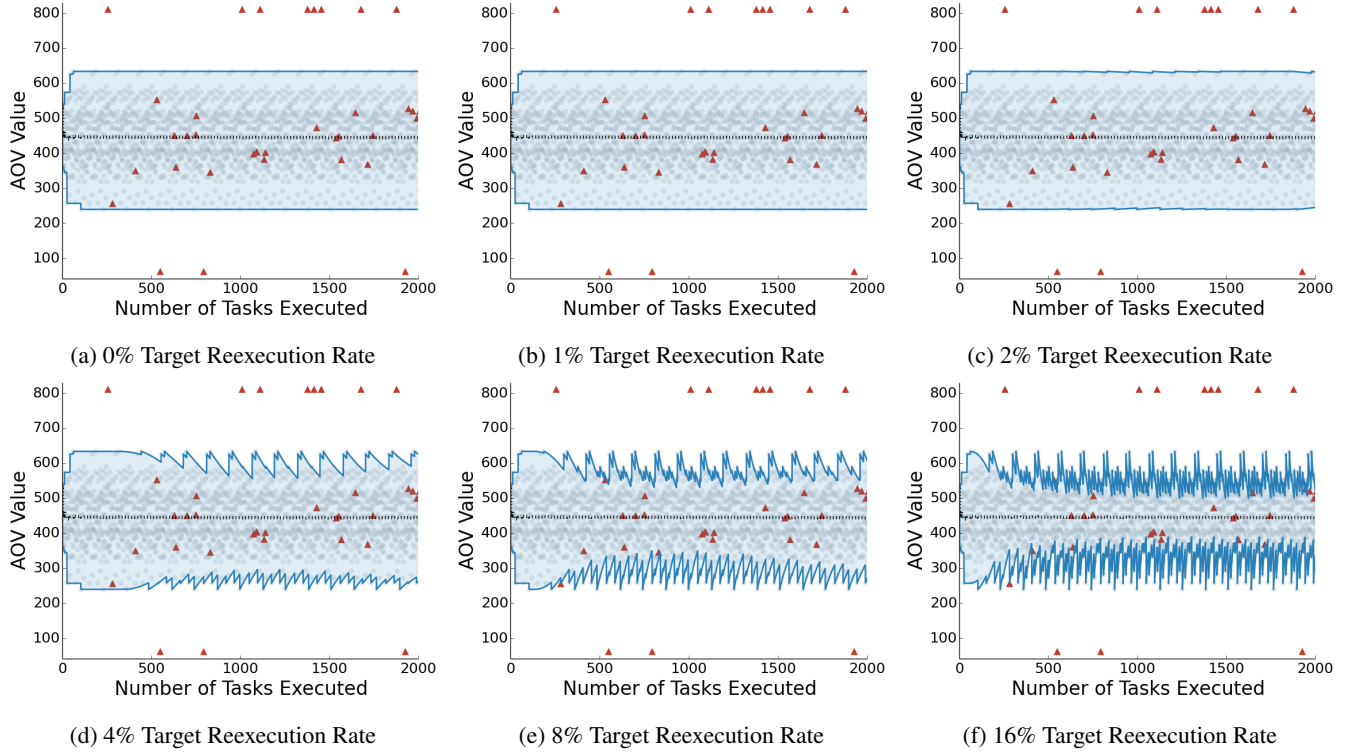 800
700
600
500
400
300
200
100
AOV Value
0 500 1000 1500 2000
Number of Tasks Executed
(a) 0% Target Reexecution Rate
800
700
600
500
400
300
200
100
AOV Value
0 500 1000 1500 2000
Number of Tasks Executed
(b) 1% Target Reexecution Rate
800
700
600
500
400
300
200
100
AOV Value
0 500 1000 1500 2000
Number of Tasks Executed
(c) 2% Target Reexecution Rate
800
700
600
500
400
300
200
100
AOV Value
0 500 1000 1500 2000
Number of Tasks Executed
(d) 4% Target Reexecution Rate
800
700
600
500
400
300
200
100
AOV Value
0 500 1000 1500 2000
Number of Tasks Executed
(e) 8% Target Reexecution Rate
800
700
600
500
400
300
200
100
AOV Value
0 500 1000 1500 2000
Number of Tasks Executed
(f) 16% Target Reexecution Rate